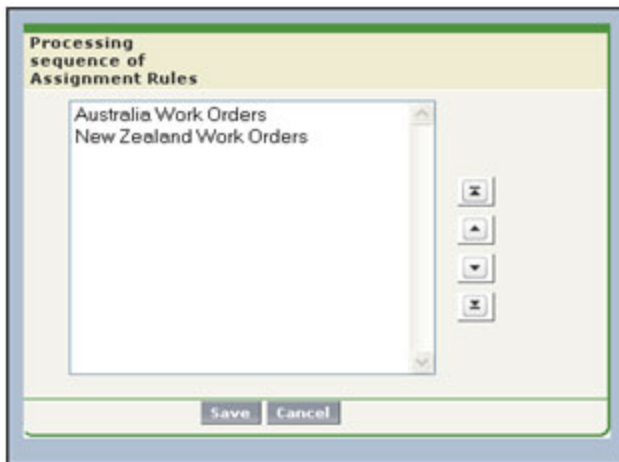 Processing
sequence of
Assignment Rules
Australia Work Orders
New Zealand Work Orders
Save Cancel